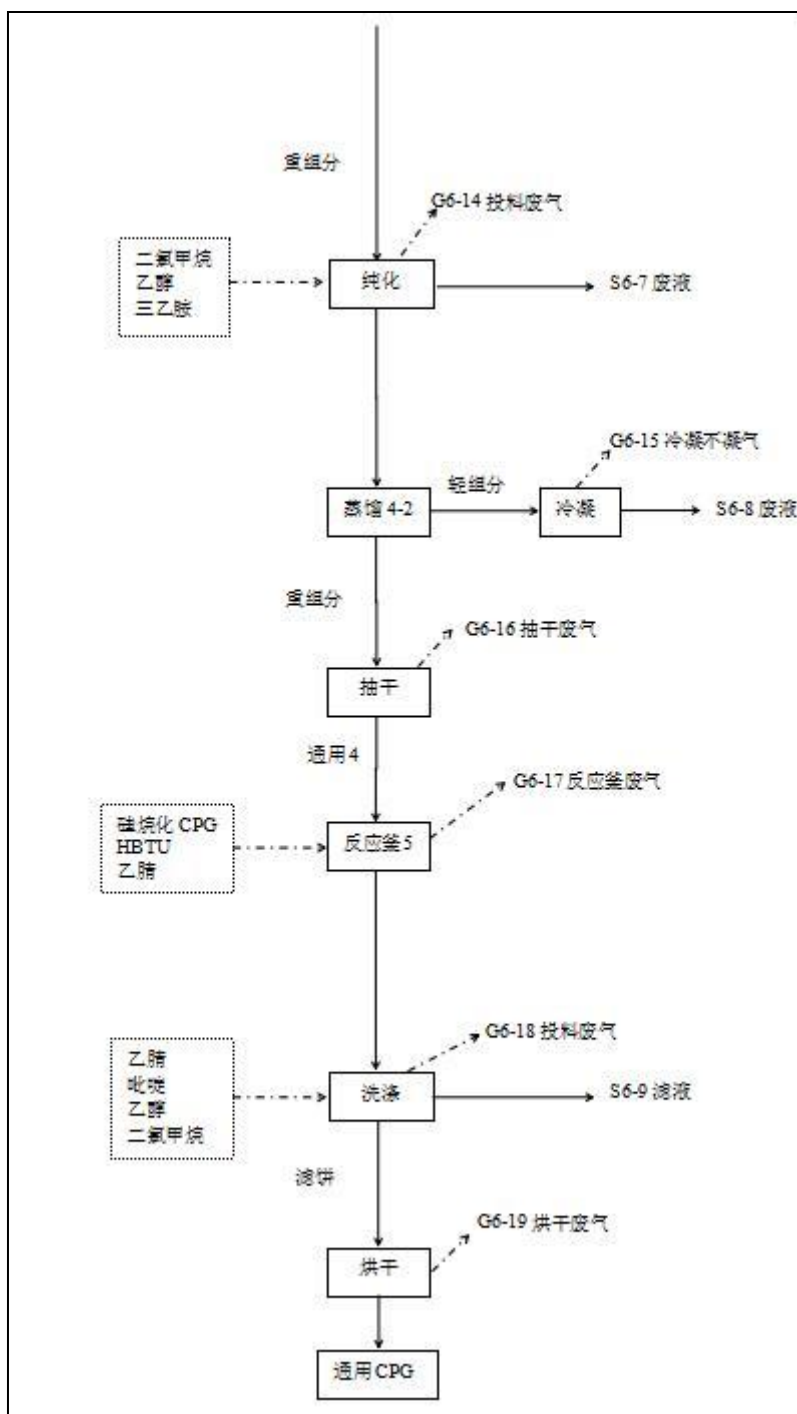 重组分
G6-14 投料废气
二氯甲烷
乙醇
三乙胺
纯化
S6-7 废液
G6-15 冷凝不凝气
轻组分
蒸馏 4-2
冷凝
S6-8 废液
重组分
G6-16 抽干废气
抽干
通用 4
G6-17 反应釜废气
硅烷化 CPG
HBTU
乙腈
反应釜 5
G6-18 投料废气
乙腈
吡啶
乙醇
二氯甲烷
洗涤
S6-9 滤液
滤饼
G6-19 烘干废气
烘干
通用 CPG